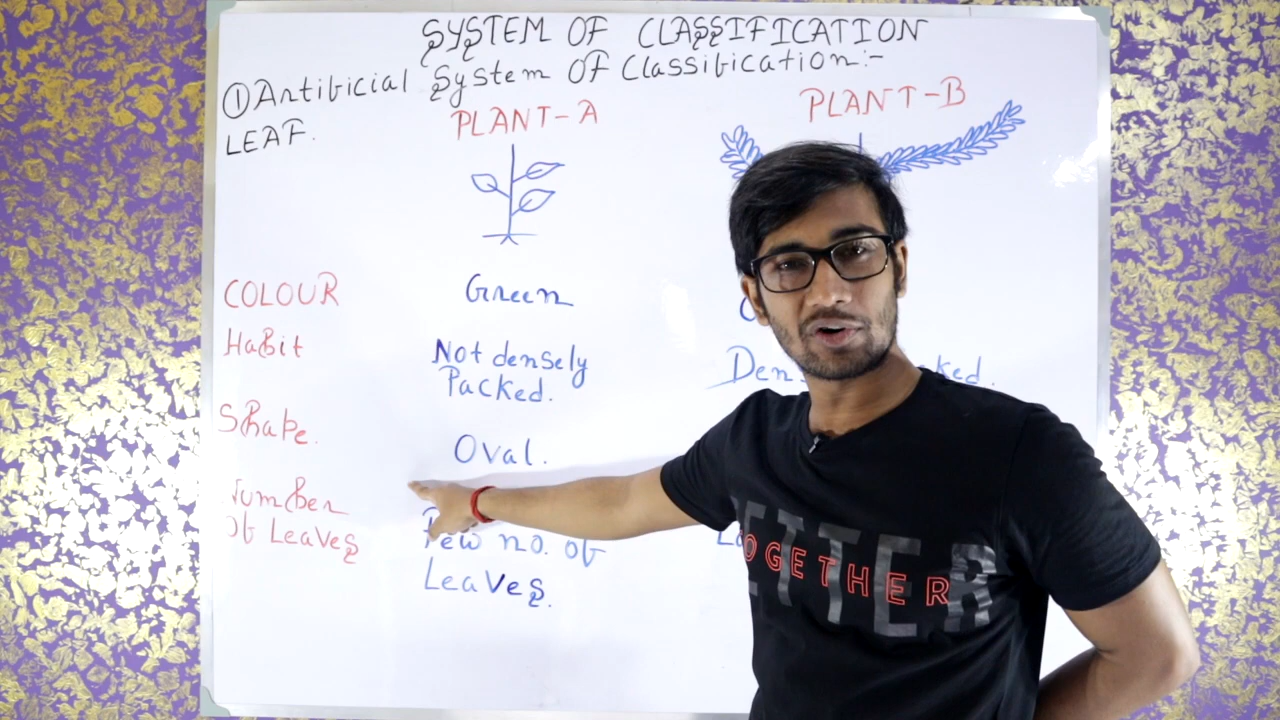 SYSTEM OF CLASSIFICATION
① Artificial System Of Classification:-
LEAF.
PLANT-A
PLANT-B
COLOUR
Green
Habit
Not densely
Packed.
Shape.
Oval.
Number
Of Leaves
Few no. of
Leaves.
BETTER
TOGETHER